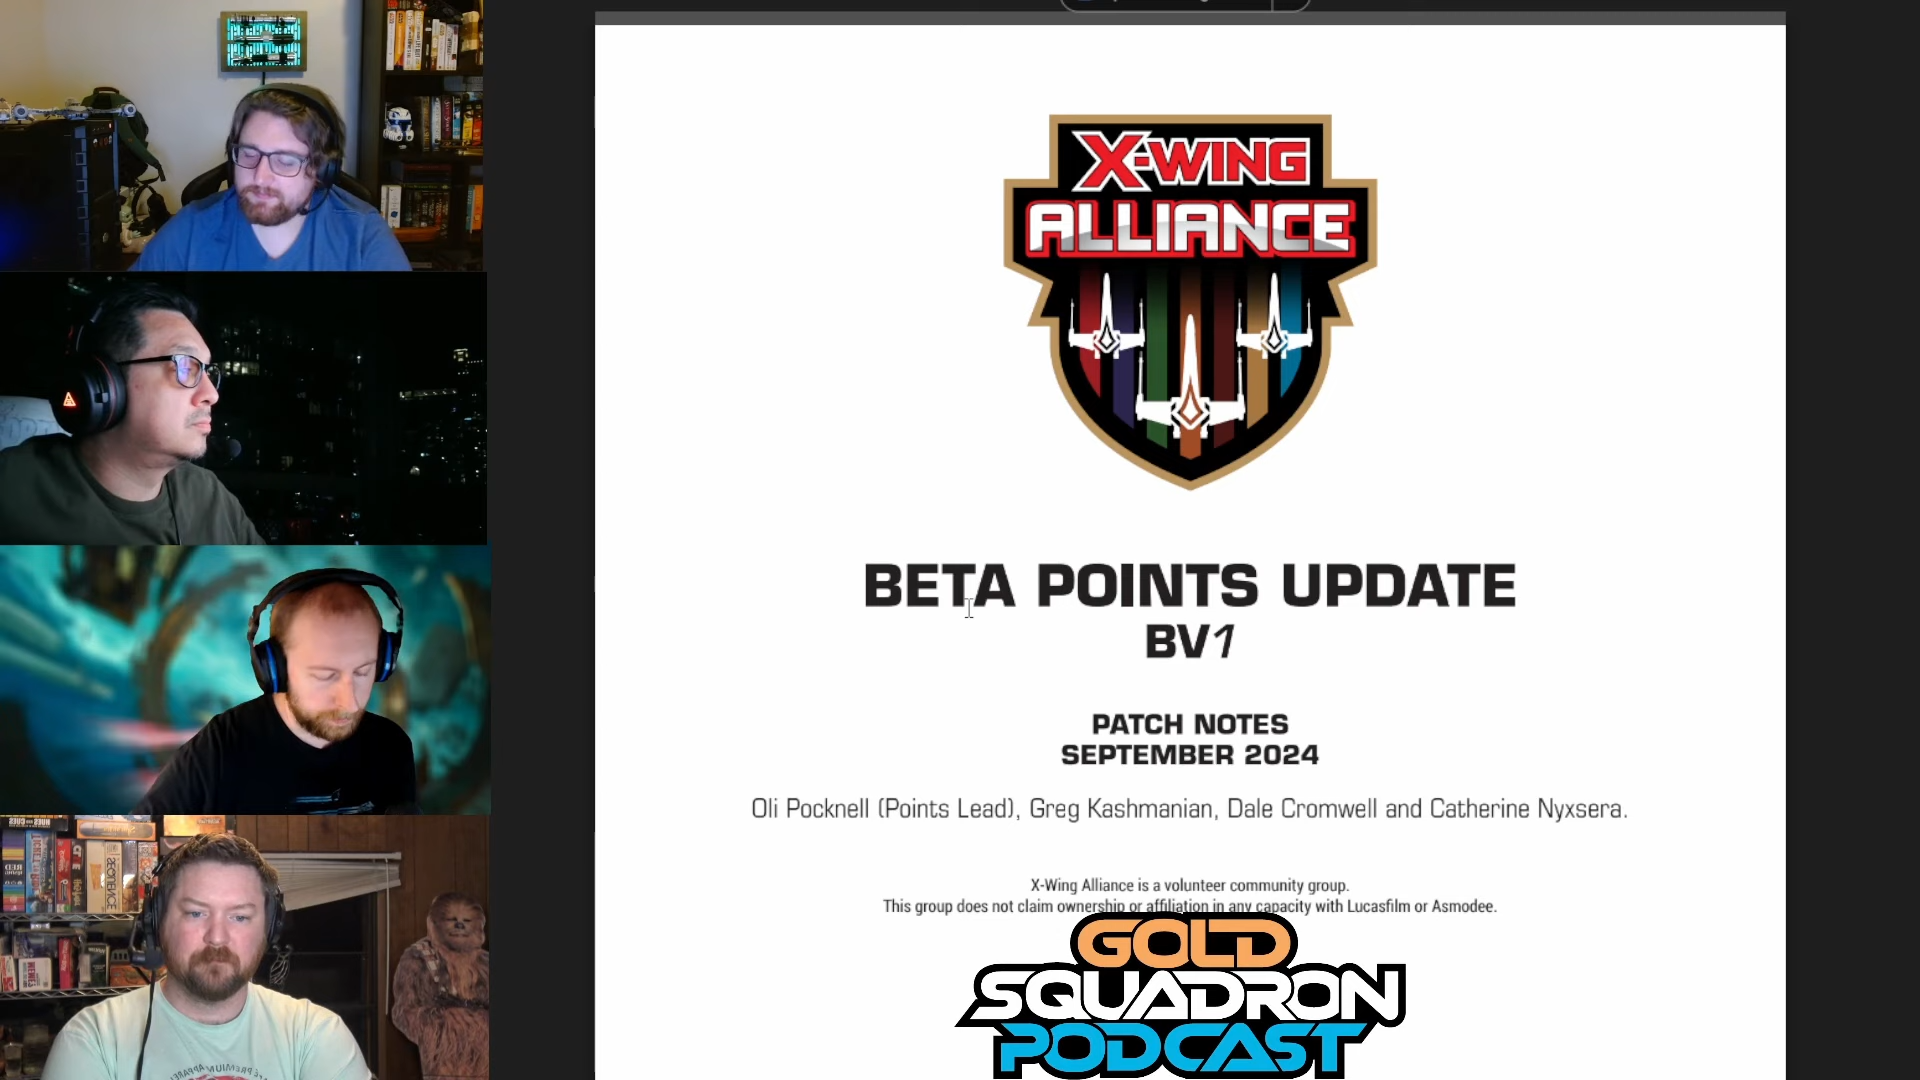 X-WING
ALLIANCE
BETA POINTS UPDATE
BV1
PATCH NOTES
SEPTEMBER 2024
Oli Pocknell (Points Lead), Greg Kashmanian, Dale Cromwell and Catherine Nyxsera.
X-Wing Alliance is a volunteer community group.
This group does not claim ownership or affiliation in any capacity with Lucasfilm or Asmodee.
GOLD
SQUADRON
PODCAST
SEQUENCE